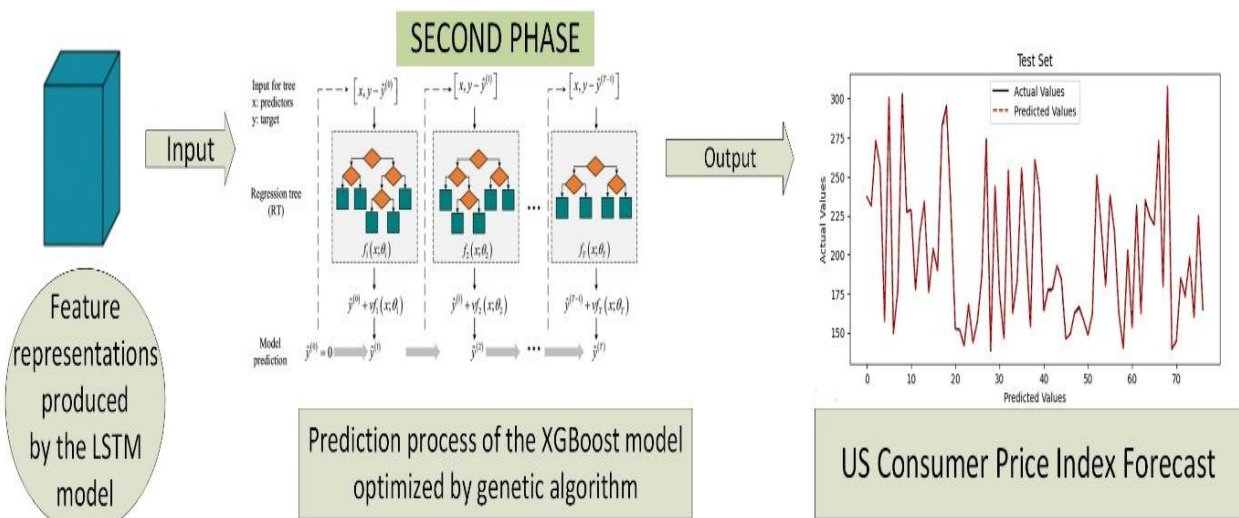 SECOND PHASE
Input for tree
x: predictors
y: target
[x, y − ŷ⁽⁰⁾]
[x, y − ŷ⁽¹⁾]
[x, y − ŷ⁽ᵀ⁻¹⁾]
Regression tree
(RT)
f₁(x;θ₁)
f₂(x;θ₂)
...
f_T(x;θ_T)
ŷ⁽⁰⁾ + vf₁(x;θ₁)
ŷ⁽¹⁾ + vf₂(x;θ₂)
ŷ⁽ᵀ⁻¹⁾ + vf_T(x;θ_T)
Model
prediction
ŷ⁽⁰⁾ = 0
ŷ⁽¹⁾
ŷ⁽²⁾
...
ŷ⁽ᵀ⁾
Input
Output
Feature
representations
produced
by the LSTM
model
Prediction process of the XGBoost model
optimized by genetic algorithm
Test Set
Actual Values
Predicted Values
300
275
250
225
200
175
150
Actual Values
0 10 20 30 40 50 60 70
Predicted Values
US Consumer Price Index Forecast